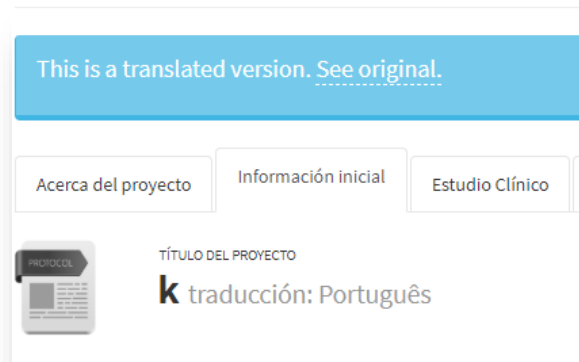 This is a translated version. See original.
Acerca del proyecto Información inicial Estudio Clínico
PROTOCOL
TÍTULO DEL PROYECTO
k traducción: Português